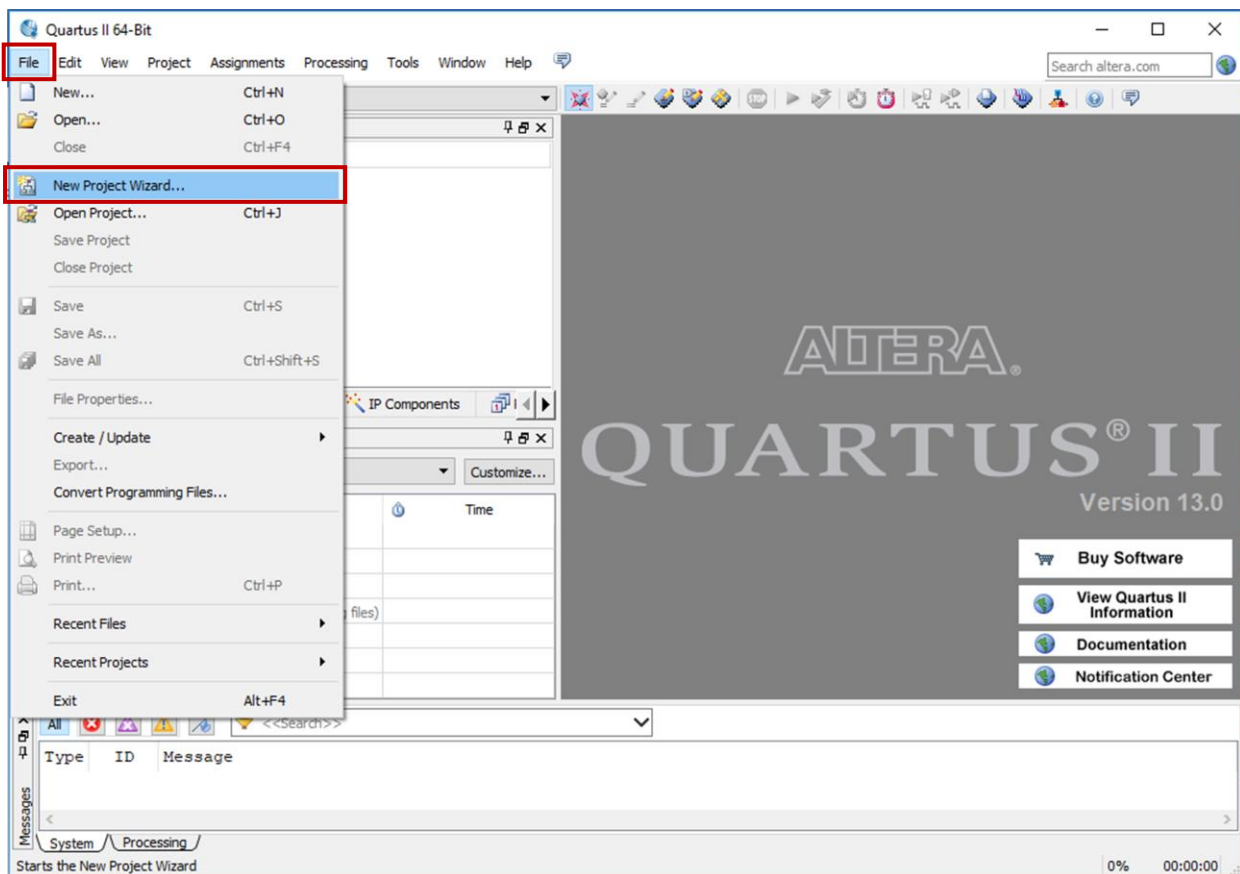 Quartus II 64-Bit
File Edit View Project Assignments Processing Tools Window Help
Search altera.com
New... Ctrl+N
Open... Ctrl+O
Close Ctrl+F4
New Project Wizard...
Open Project... Ctrl+J
Save Project
Close Project
Save Ctrl+S
Save As...
Save All Ctrl+Shift+S
File Properties...
Create / Update
Export...
Convert Programming Files...
Page Setup...
Print Preview
Print... Ctrl+P
Recent Files
Recent Projects
Exit Alt+F4
IP Components
Customize...
Time
files)
ALTERA®
QUARTUS® II
Version 13.0
Buy Software
View Quartus II
Information
Documentation
Notification Center
All <<Search>>
Type ID Message
Messages
System Processing
Starts the New Project Wizard 0% 00:00:00